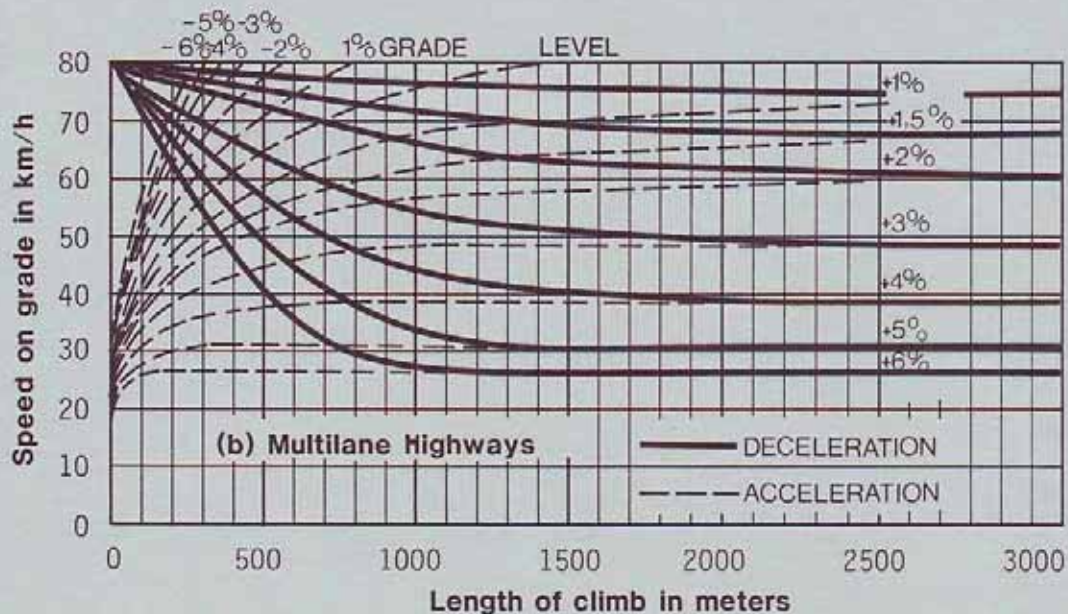 -5%-3%
-6%-4% -2% 1% GRADE LEVEL
80
70
60
50
40
30
20
10
0
Speed on grade in km/h
+1%
+1,5%
+2%
+3%
+4%
+5%
+6%
(b) Multilane Highways
DECELERATION
ACCELERATION
0 500 1000 1500 2000 2500 3000
Length of climb in meters